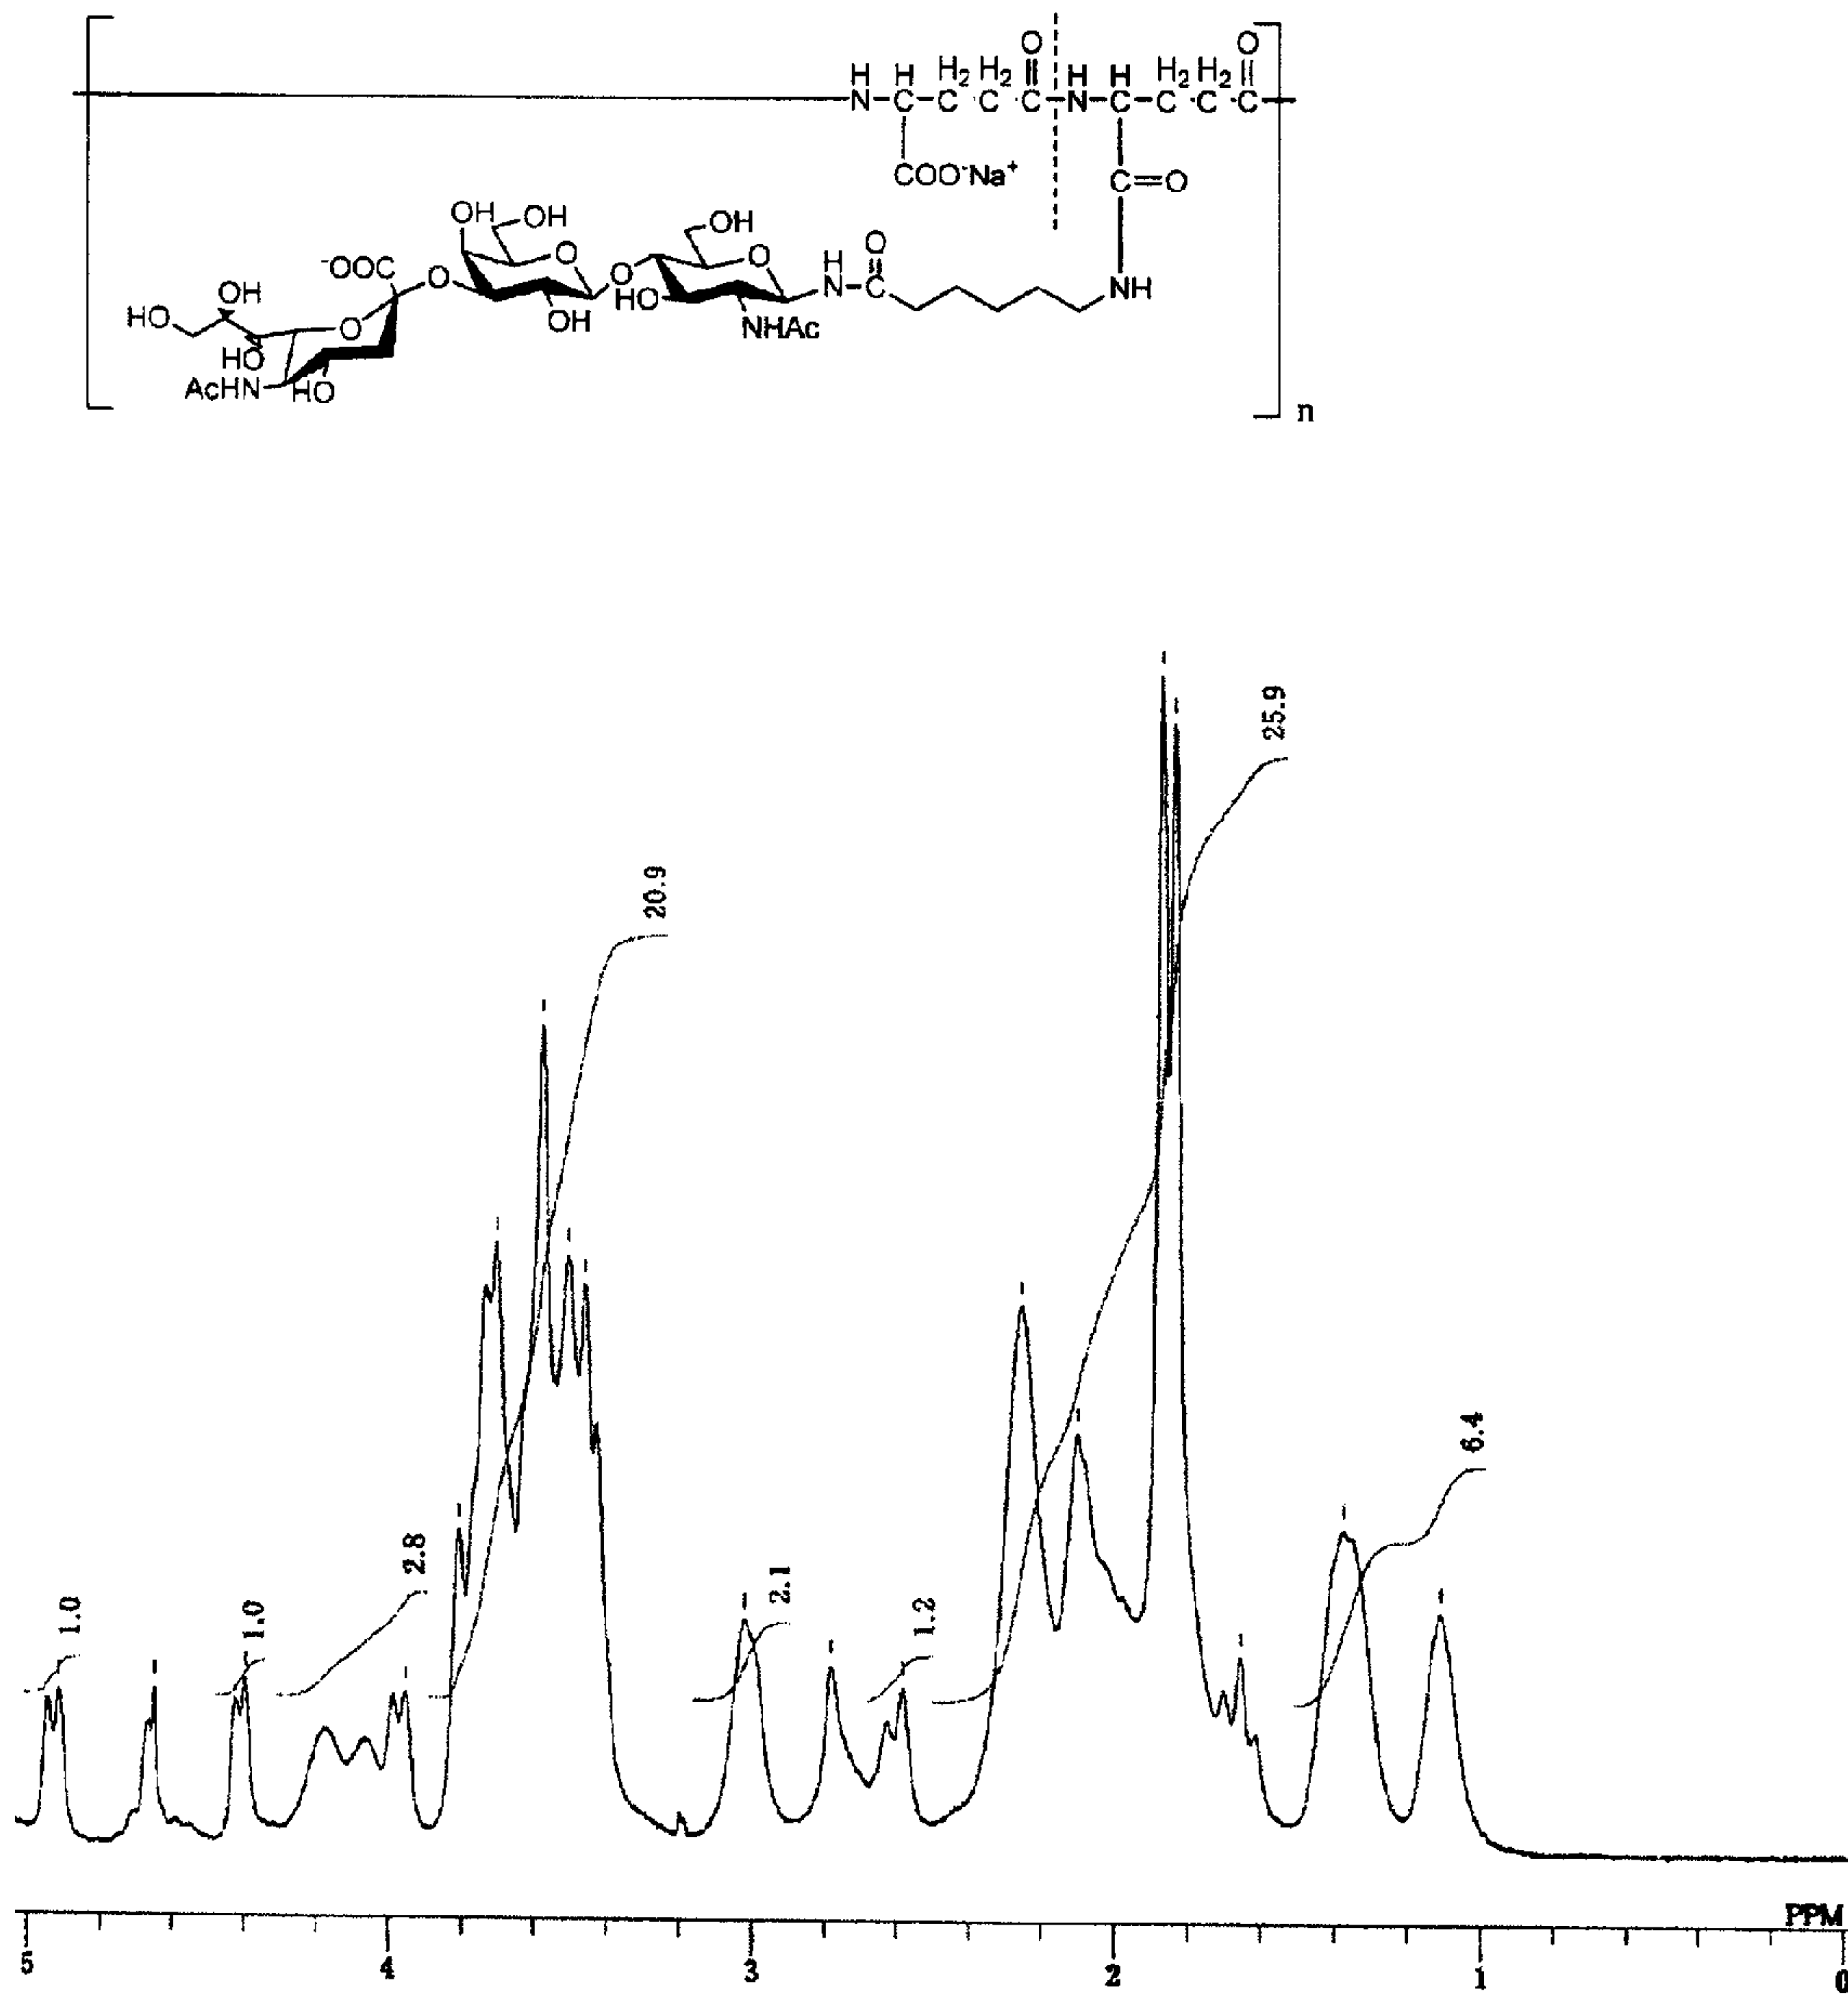 O O
H H H₂ H₂ H H H₂ H₂
N-C-C-C-C-N-C-C-C-C
COO⁻Na⁺ C=O
OH OH OH
⁻OOC O O O O H O
HO OH O HO N-C NH
HO OH NHAc
AcHN HO
n
25.9
20.9
6.4
2.8
2.1
1.0 1.0 1.2
PPM
5 4 3 2 1 0